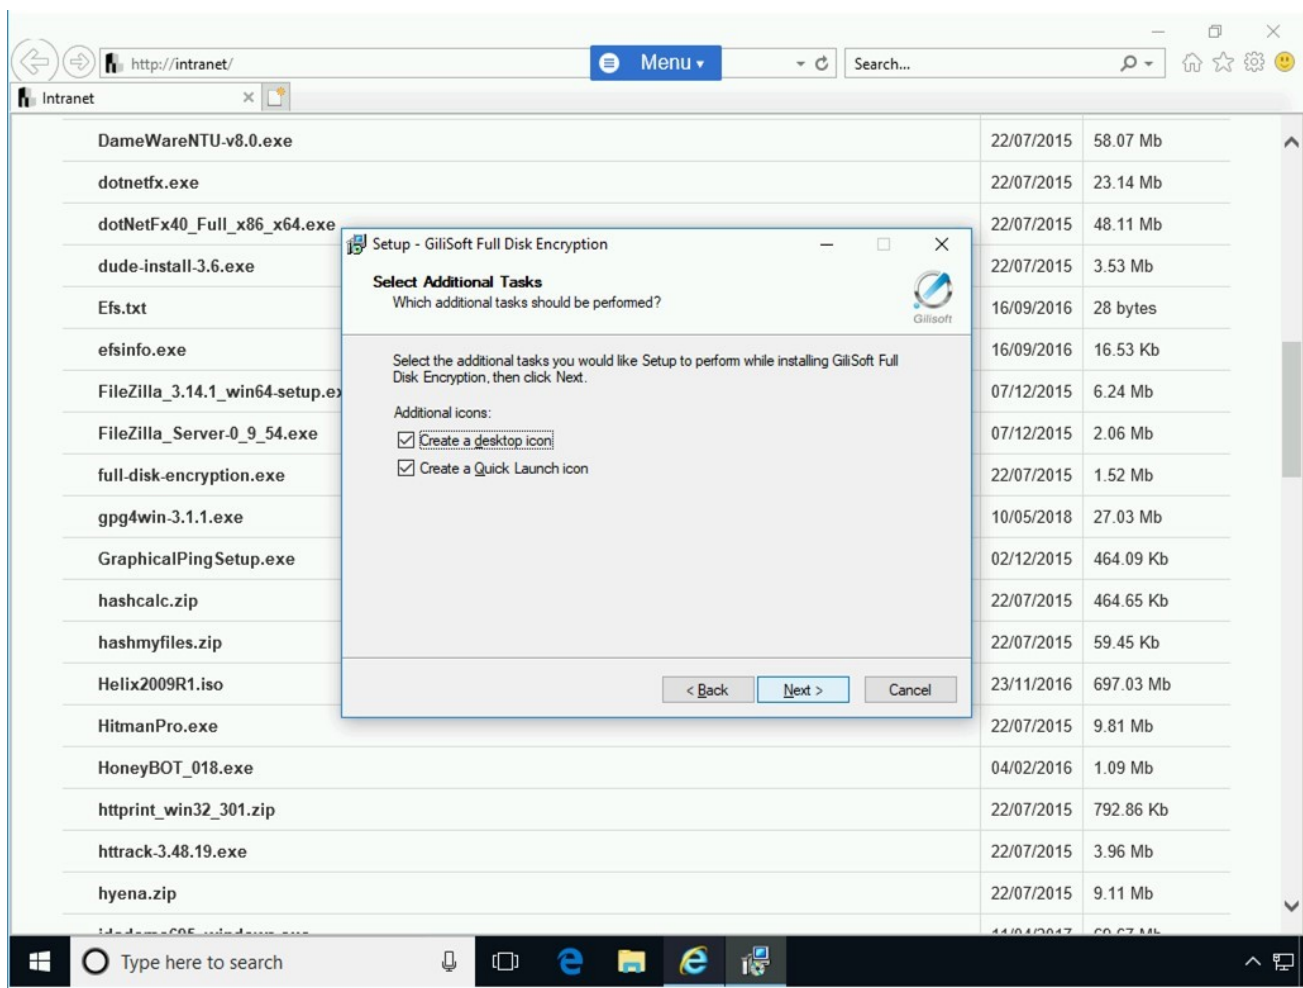 http://intranet/
Menu
Search...
Intranet
DameWareNTU-v8.0.exe 22/07/2015 58.07 Mb
dotnetfx.exe 22/07/2015 23.14 Mb
dotNetFx40_Full_x86_x64.exe 22/07/2015 48.11 Mb
dude-install-3.6.exe 22/07/2015 3.53 Mb
Efs.txt 16/09/2016 28 bytes
efsinfo.exe 16/09/2016 16.53 Kb
FileZilla_3.14.1_win64-setup.ex 07/12/2015 6.24 Mb
FileZilla_Server-0_9_54.exe 07/12/2015 2.06 Mb
full-disk-encryption.exe 22/07/2015 1.52 Mb
gpg4win-3.1.1.exe 10/05/2018 27.03 Mb
GraphicalPingSetup.exe 02/12/2015 464.09 Kb
hashcalc.zip 22/07/2015 464.65 Kb
hashmyfiles.zip 22/07/2015 59.45 Kb
Helix2009R1.iso 23/11/2016 697.03 Mb
HitmanPro.exe 22/07/2015 9.81 Mb
HoneyBOT_018.exe 04/02/2016 1.09 Mb
httprint_win32_301.zip 22/07/2015 792.86 Kb
httrack-3.48.19.exe 22/07/2015 3.96 Mb
hyena.zip 22/07/2015 9.11 Mb
Setup - GiliSoft Full Disk Encryption
Select Additional Tasks
Which additional tasks should be performed?
Gilisoft
Select the additional tasks you would like Setup to perform while installing GiliSoft Full
Disk Encryption, then click Next.
Additional icons:
Create a desktop icon
Create a Quick Launch icon
< Back
Next >
Cancel
Type here to search